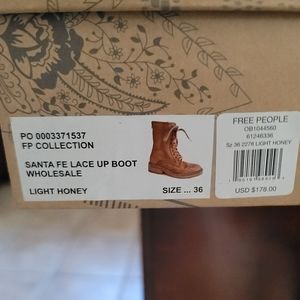 PO 0003371537
FP COLLECTION
SANTA FE LACE UP BOOT
WHOLESALE
LIGHT HONEY
SIZE ... 36
FREE PEOPLE
OB1044560
61246336
Sz 36 2276 LIGHT HONEY
USD $178.00